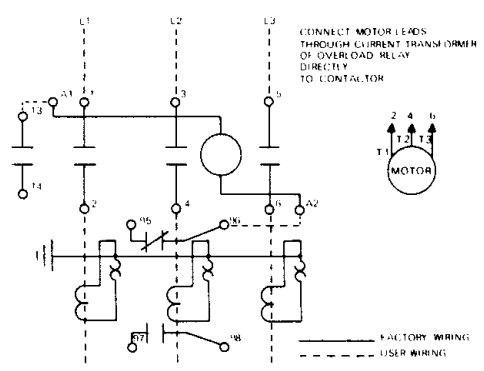 L1
L2
L3
CONNECT MOTOR LEADS
THROUGH CURRENT TRANSFORMER
OF OVERLOAD RELAY
DIRECTLY
TO CONTACTOR
13
A1
1
3
5
2 4 6
T1 T2 T3
MOTOR
14
2
4
6
A2
95
96
97
98
FACTORY WIRING
USER WIRING